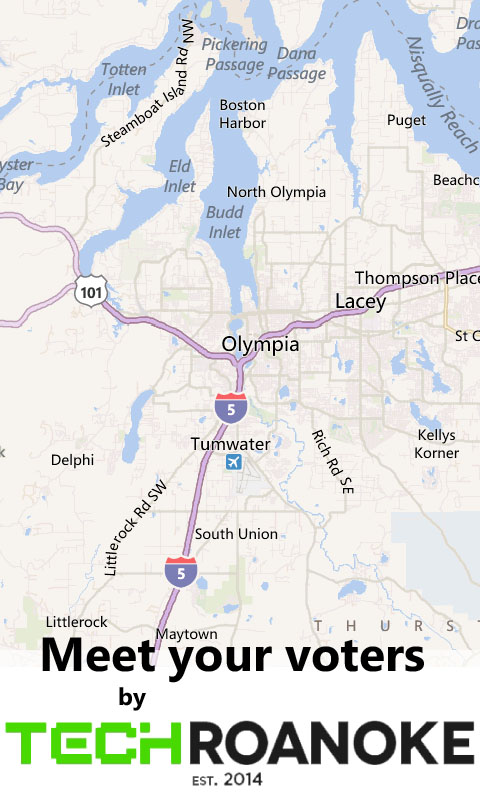 Pickering
Passage
Dana
Passage
Totten
Inlet
Steamboat Island Rd NW
Nisqually Reach
Boston
Harbor
Puget
Eld
Inlet
North Olympia
Budd
Inlet
Bay
101
Thompson Place
Lacey
Olympia
5
Tumwater
Rich Rd SE
Kellys
Korner
Delphi
Littlerock Rd SW
South Union
5
Littlerock
Maytown
T H U R S
Meet your voters
by
TECHROANOKE
EST. 2014